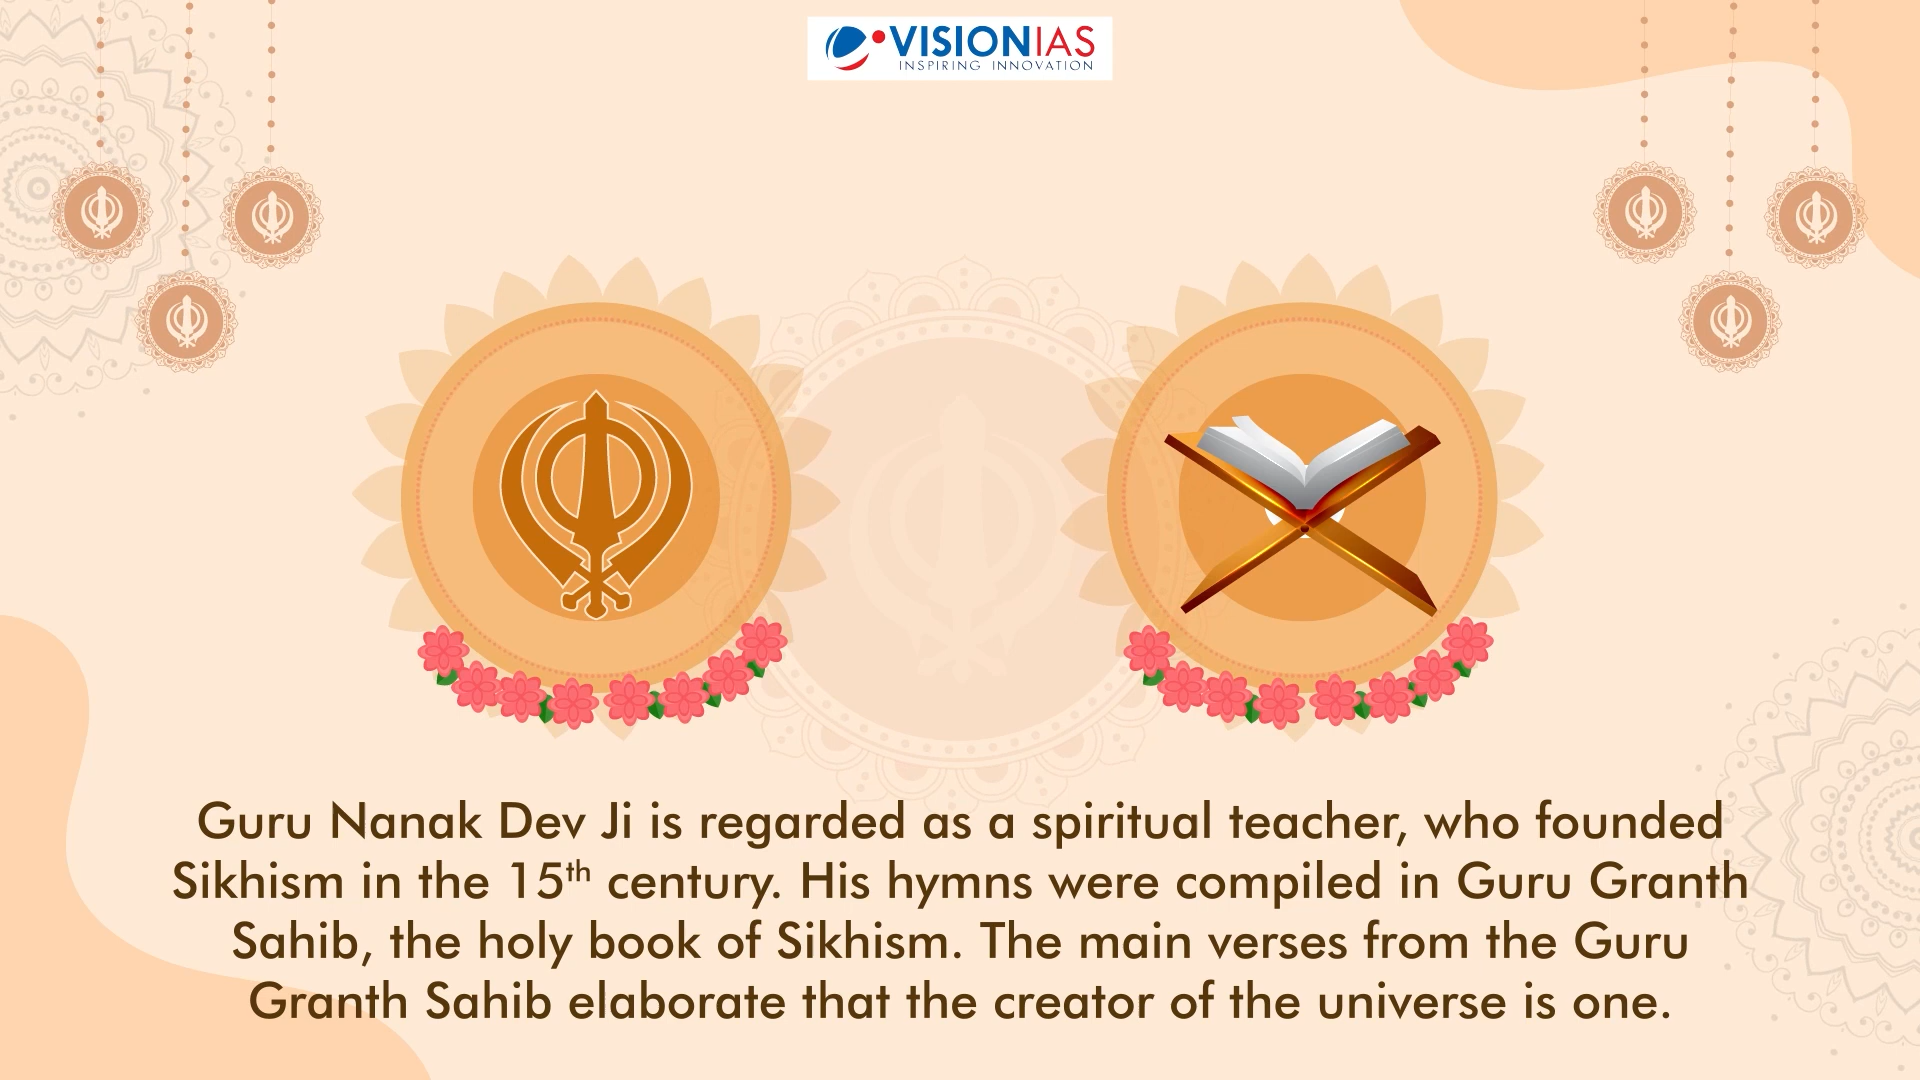 VISIONIAS
INSPIRING INNOVATION
Guru Nanak Dev Ji is regarded as a spiritual teacher, who founded
Sikhism in the 15th century. His hymns were compiled in Guru Granth
Sahib, the holy book of Sikhism. The main verses from the Guru
Granth Sahib elaborate that the creator of the universe is one.